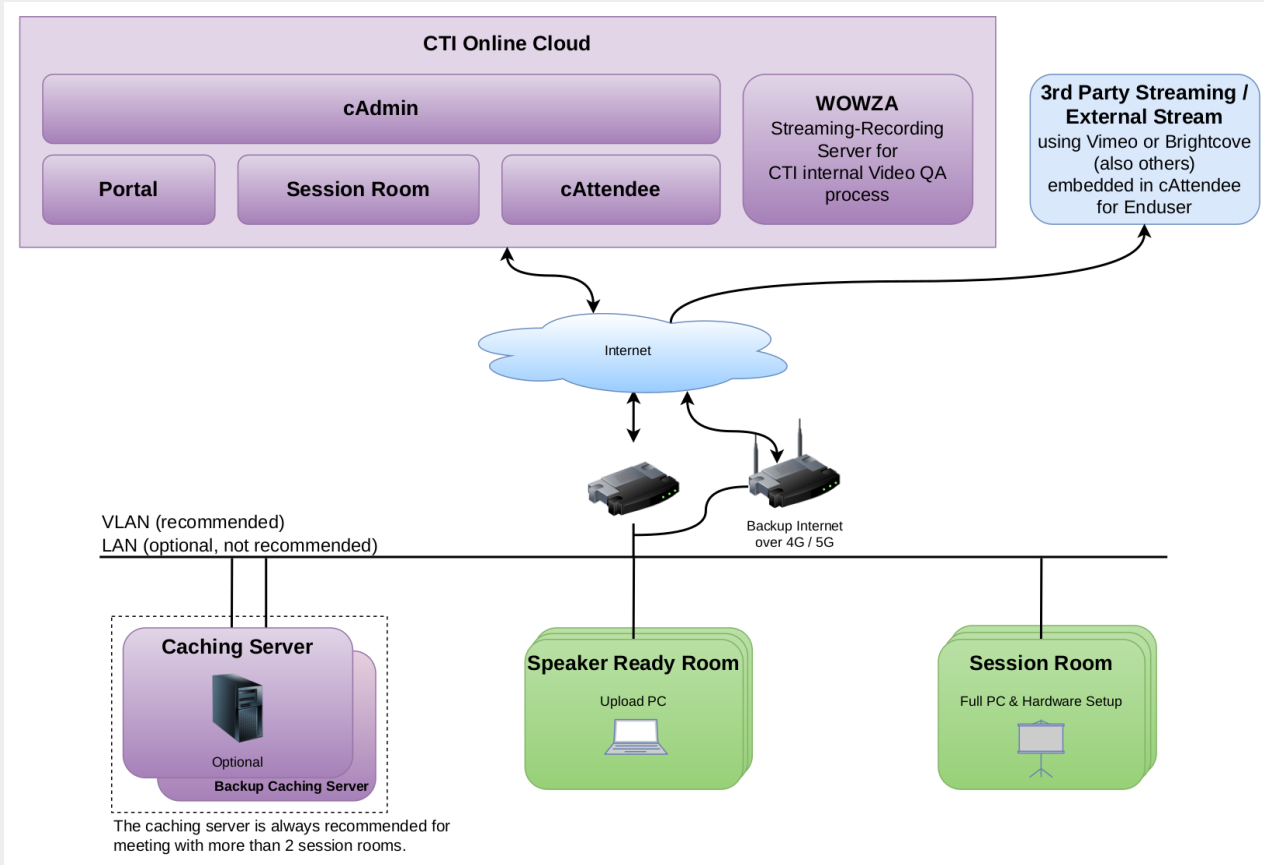 CTI Online Cloud
cAdmin
Portal
Session Room
cAttendee
WOWZA
Streaming-Recording
Server for
CTI internal Video QA
process
3rd Party Streaming /
External Stream
using Vimeo or Brightcove
(also others)
embedded in cAttendee
for Enduser
Internet
Backup Internet
over 4G / 5G
VLAN (recommended)
LAN (optional, not recommended)
Caching Server
Optional
Backup Caching Server
The caching server is always recommended for
meeting with more than 2 session rooms.
Speaker Ready Room
Upload PC
Session Room
Full PC & Hardware Setup